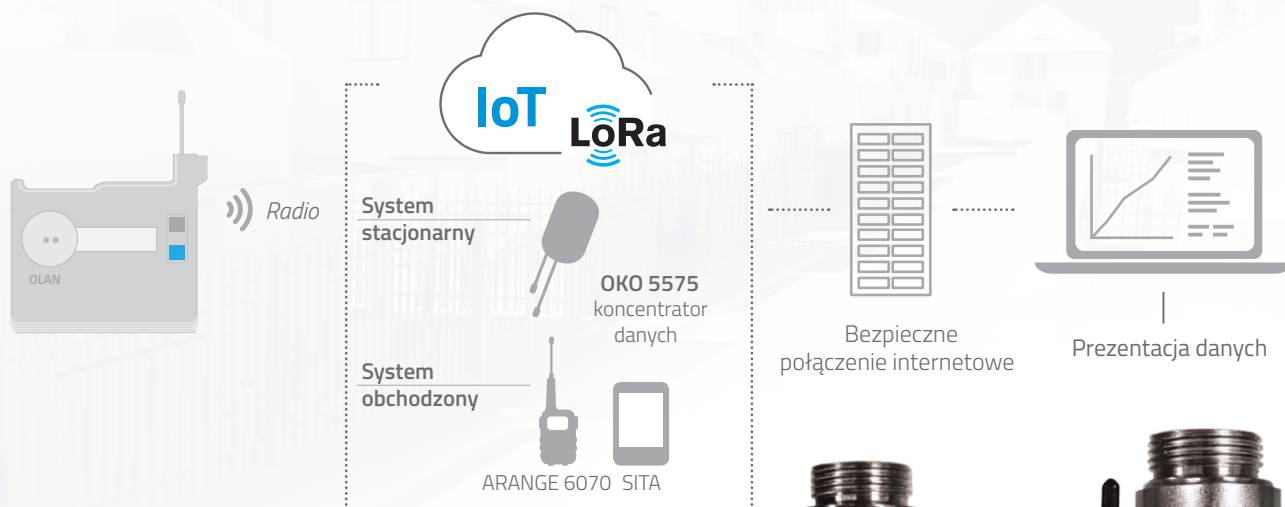 IoT
LoRa
Radio
System
stacjonarny
OLAN
OKO 5575
koncentrator
danych
Bezpieczne
połączenie internetowe
Prezentacja danych
System
obchodzony
ARANGE 6070 SITA